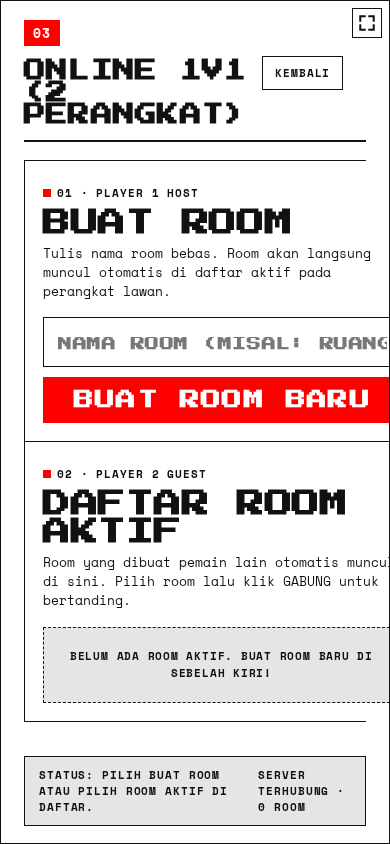 03
ONLINE 1V1
(2
PERANGKAT)
KEMBALI
01 · PLAYER 1 HOST
BUAT ROOM
Tulis nama room bebas. Room akan langsung
muncul otomatis di daftar aktif pada
perangkat lawan.
NAMA ROOM (MISAL: RUANG
BUAT ROOM BARU
02 · PLAYER 2 GUEST
DAFTAR ROOM
AKTIF
Room yang dibuat pemain lain otomatis muncul
di sini. Pilih room lalu klik GABUNG untuk
bertanding.
BELUM ADA ROOM AKTIF. BUAT ROOM BARU DI
SEBELAH KIRI!
STATUS: PILIH BUAT ROOM
ATAU PILIH ROOM AKTIF DI
DAFTAR.
SERVER
TERHUBUNG ·
0 ROOM